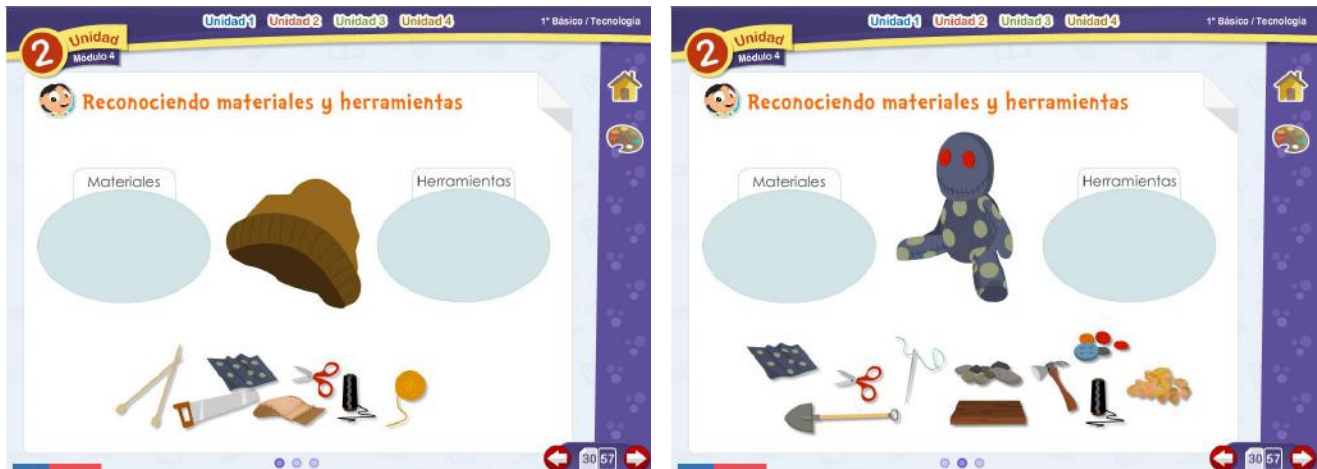 Unidad 1 Unidad 2 Unidad 3 Unidad 4
1° Básico / Tecnología
2 Unidad
Módulo 4
Reconociendo materiales y herramientas
Materiales
Herramientas
30 57
Unidad 1 Unidad 2 Unidad 3 Unidad 4
1° Básico / Tecnología
2 Unidad
Módulo 4
Reconociendo materiales y herramientas
Materiales
Herramientas
30 57